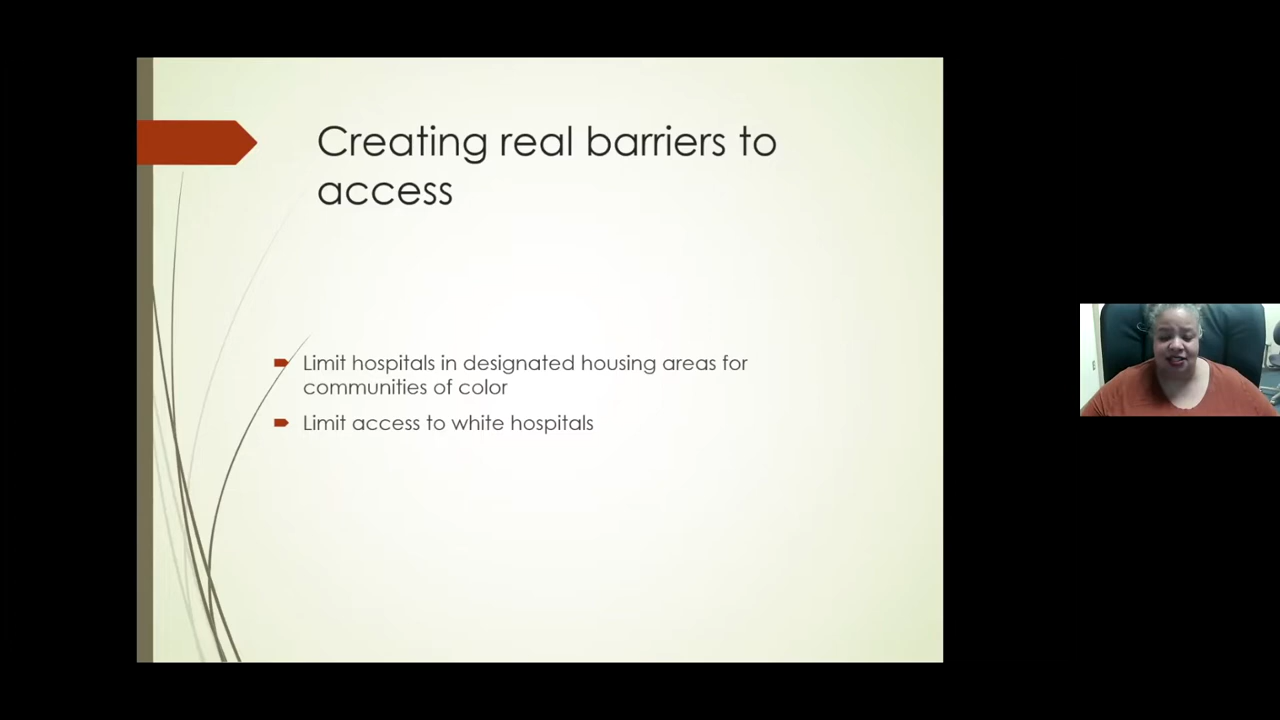 Creating real barriers to
access
Limit hospitals in designated housing areas for
communities of color
Limit access to white hospitals